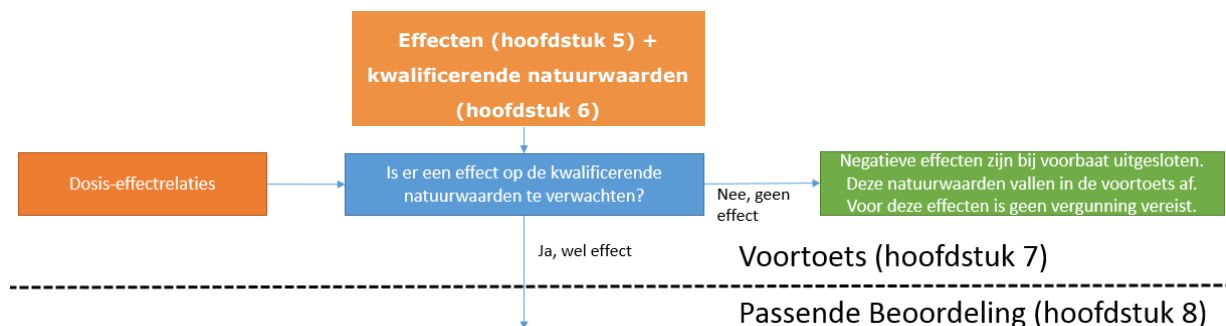 Effecten (hoofdstuk 5) +
kwalificerende natuurwaarden
(hoofdstuk 6)
Dosis-effectrelaties
Is er een effect op de kwalificerende
natuurwaarden te verwachten?
Nee, geen
effect
Negatieve effecten zijn bij voorbaat uitgesloten.
Deze natuurwaarden vallen in de voortoets af.
Voor deze effecten is geen vergunning vereist.
Ja, wel effect
Voortoets (hoofdstuk 7)
Passende Beoordeling (hoofdstuk 8)